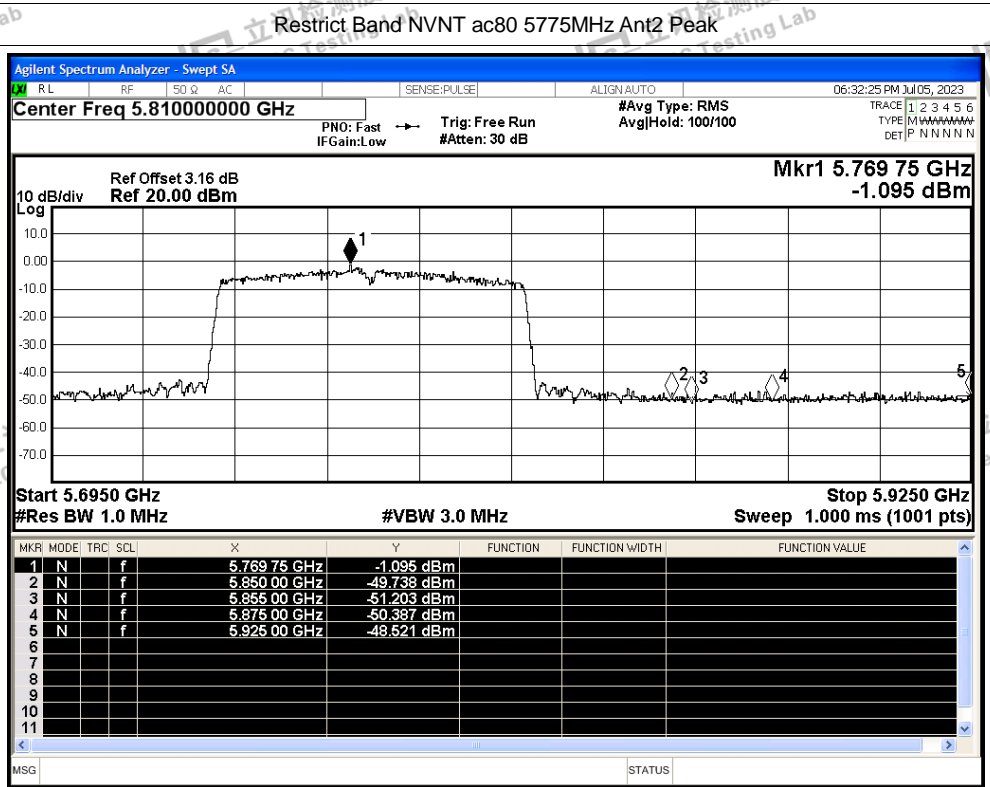 Restrict Band NVNT ac80 5775MHz Ant2 Peak
Agilent Spectrum Analyzer - Swept SA
LXI RL RF 50 Ω AC SENSE:PULSE ALIGN AUTO 06:32:25 PM Jul 05, 2023
Center Freq 5.810000000 GHz #Avg Type: RMS TRACE 1 2 3 4 5 6
PNO: Fast Trig: Free Run Avg|Hold: 100/100 TYPE M WWWWW
IFGain:Low #Atten: 30 dB DET P N N N N N
Mkr1 5.769 75 GHz
-1.095 dBm
Ref Offset 3.16 dB
10 dB/div Ref 20.00 dBm
Log
10.0
0.00
-10.0
-20.0
-30.0
-40.0
-50.0
-60.0
-70.0
1
2
3
4
5
Start 5.6950 GHz Stop 5.9250 GHz
#Res BW 1.0 MHz #VBW 3.0 MHz Sweep 1.000 ms (1001 pts)
MKR MODE TRC SCL X Y FUNCTION FUNCTION WIDTH FUNCTION VALUE
1 N f 5.769 75 GHz -1.095 dBm
2 N f 5.850 00 GHz -49.738 dBm
3 N f 5.855 00 GHz -51.203 dBm
4 N f 5.875 00 GHz -50.387 dBm
5 N f 5.925 00 GHz -48.521 dBm
6
7
8
9
10
11
MSG STATUS